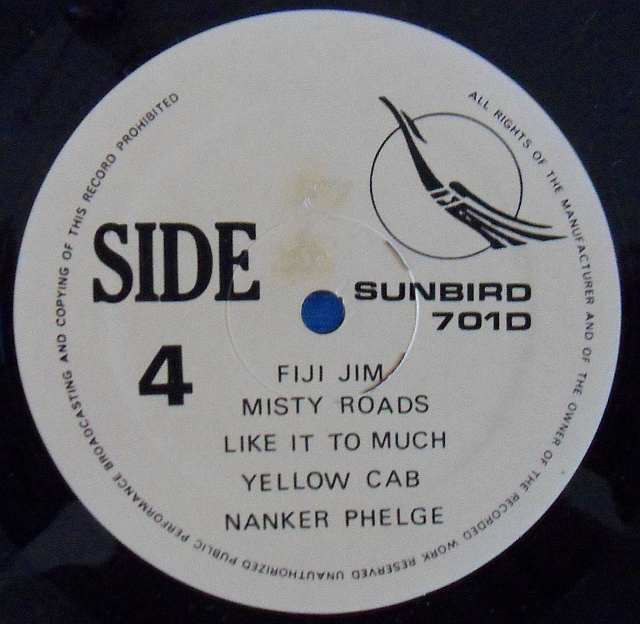 ALL RIGHTS OF THE MANUFACTURER AND OF THE OWNER OF THE RECORDED WORK RESERVED UNAUTHORIZED PUBLIC PERFORMANCE BROADCASTING AND COPYING OF THIS RECORD PROHIBITED
SIDE
4
SUNBIRD
701D
FIJI JIM
MISTY ROADS
LIKE IT TO MUCH
YELLOW CAB
NANKER PHELGE